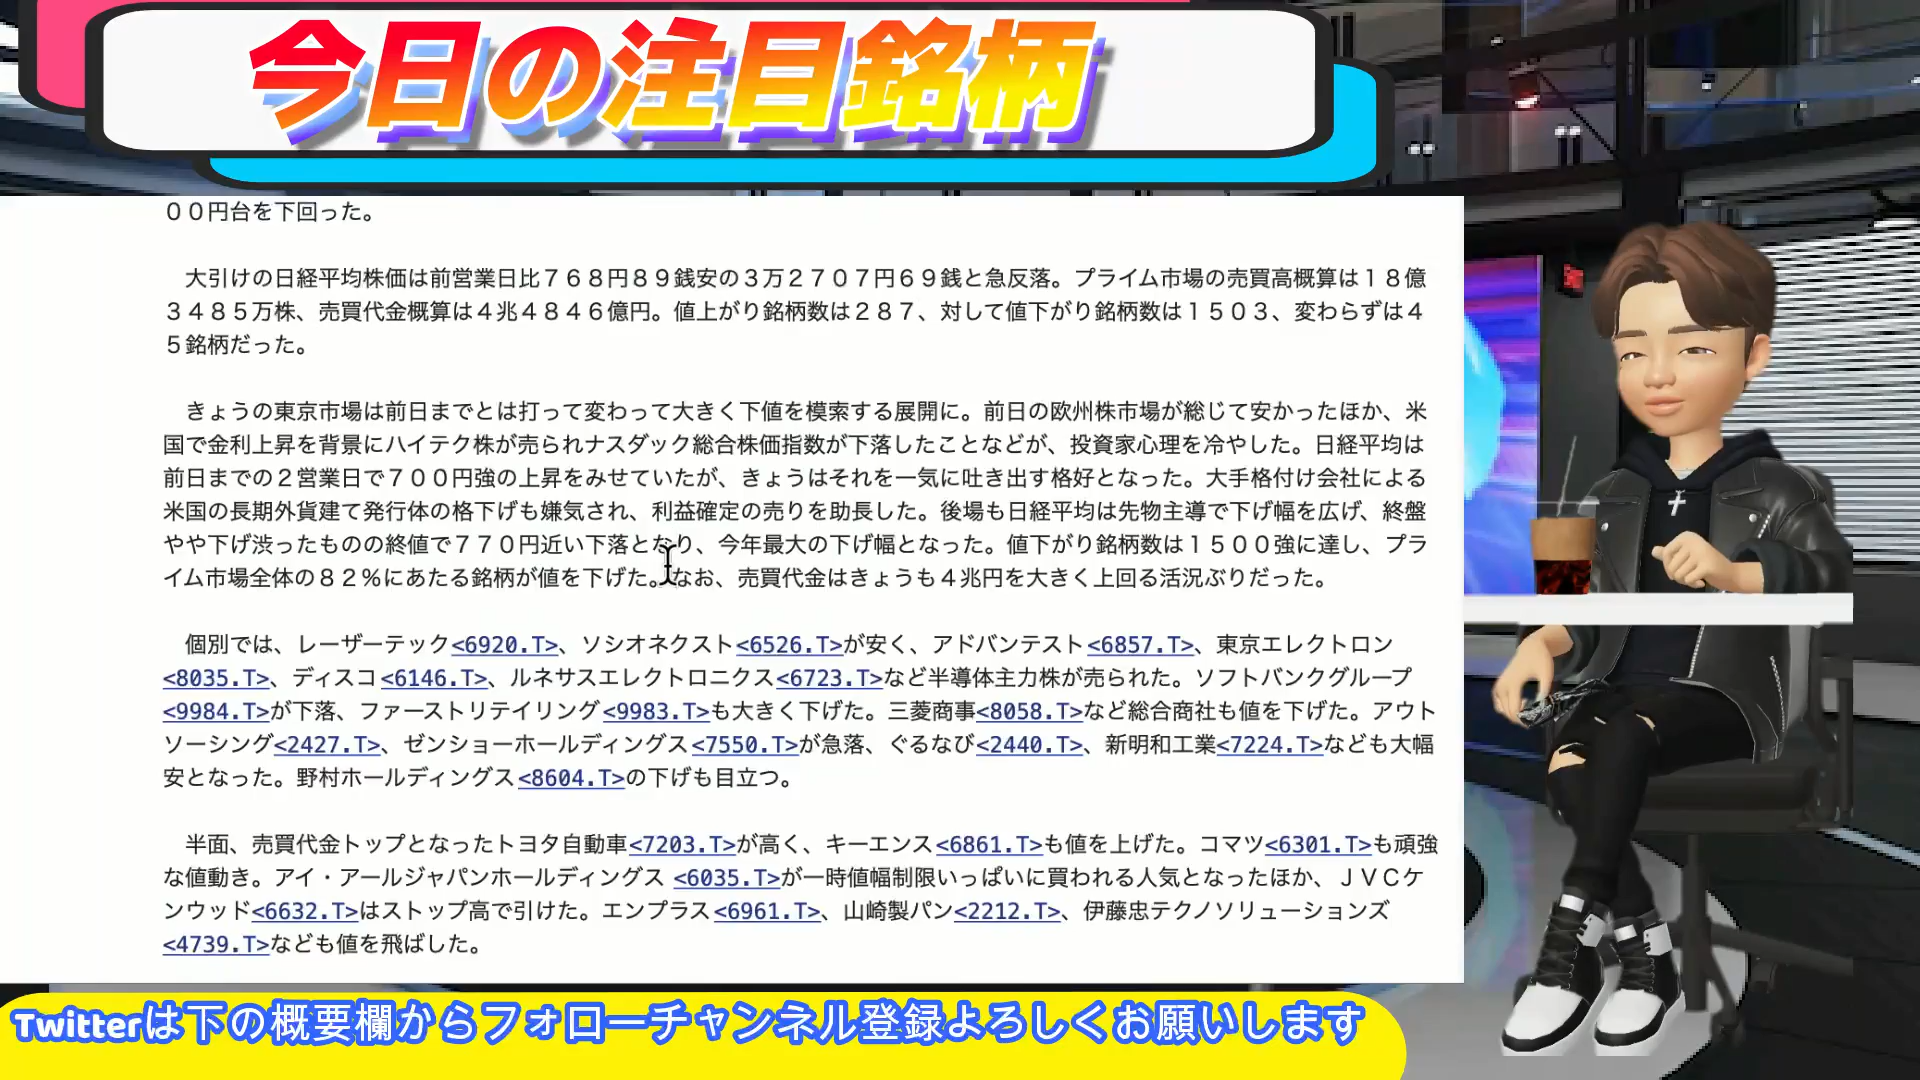 今日の注目銘柄
００円台を下回った。
大引けの日経平均株価は前営業日比７６８円８９銭安の３万２７０７円６９銭と急反落。プライム市場の売買高概算は１８億
３４８５万株、売買代金概算は４兆４８４６億円。値上がり銘柄数は２８７、対して値下がり銘柄数は１５０３、変わらずは４
５銘柄だった。
きょうの東京市場は前日までとは打って変わって大きく下値を模索する展開に。前日の欧州株市場が総じて安かったほか、米
国で金利上昇を背景にハイテク株が売られナスダック総合株価指数が下落したことなどが、投資家心理を冷やした。日経平均は
前日までの２営業日で７００円強の上昇をみせていたが、きょうはそれを一気に吐き出す格好となった。大手格付け会社による
米国の長期外貨建て発行体の格下げも嫌気され、利益確定の売りを助長した。後場も日経平均は先物主導で下げ幅を広げ、終盤
やや下げ渋ったものの終値で７７０円近い下落となり、今年最大の下げ幅となった。値下がり銘柄数は１５００強に達し、プラ
イム市場全体の８２％にあたる銘柄が値を下げた。なお、売買代金はきょうも４兆円を大きく上回る活況ぶりだった。
個別では、レーザーテック<6920.T>、ソシオネクスト<6526.T>が安く、アドバンテスト<6857.T>、東京エレクトロン
<8035.T>、ディスコ<6146.T>、ルネサスエレクトロニクス<6723.T>など半導体主力株が売られた。ソフトバンクグループ
<9984.T>が下落、ファーストリテイリング<9983.T>も大きく下げた。三菱商事<8058.T>など総合商社も値を下げた。アウト
ソーシング<2427.T>、ゼンショーホールディングス<7550.T>が急落、ぐるなび<2440.T>、新明和工業<7224.T>なども大幅
安となった。野村ホールディングス<8604.T>の下げも目立つ。
半面、売買代金トップとなったトヨタ自動車<7203.T>が高く、キーエンス<6861.T>も値を上げた。コマツ<6301.T>も頑強
な値動き。アイ・アールジャパンホールディングス <6035.T>が一時値幅制限いっぱいに買われる人気となったほか、ＪＶＣケ
ンウッド<6632.T>はストップ高で引けた。エンプラス<6961.T>、山崎製パン<2212.T>、伊藤忠テクノソリューションズ
<4739.T>なども値を飛ばした。
Twitterは下の概要欄からフォローチャンネル登録よろしくお願いします